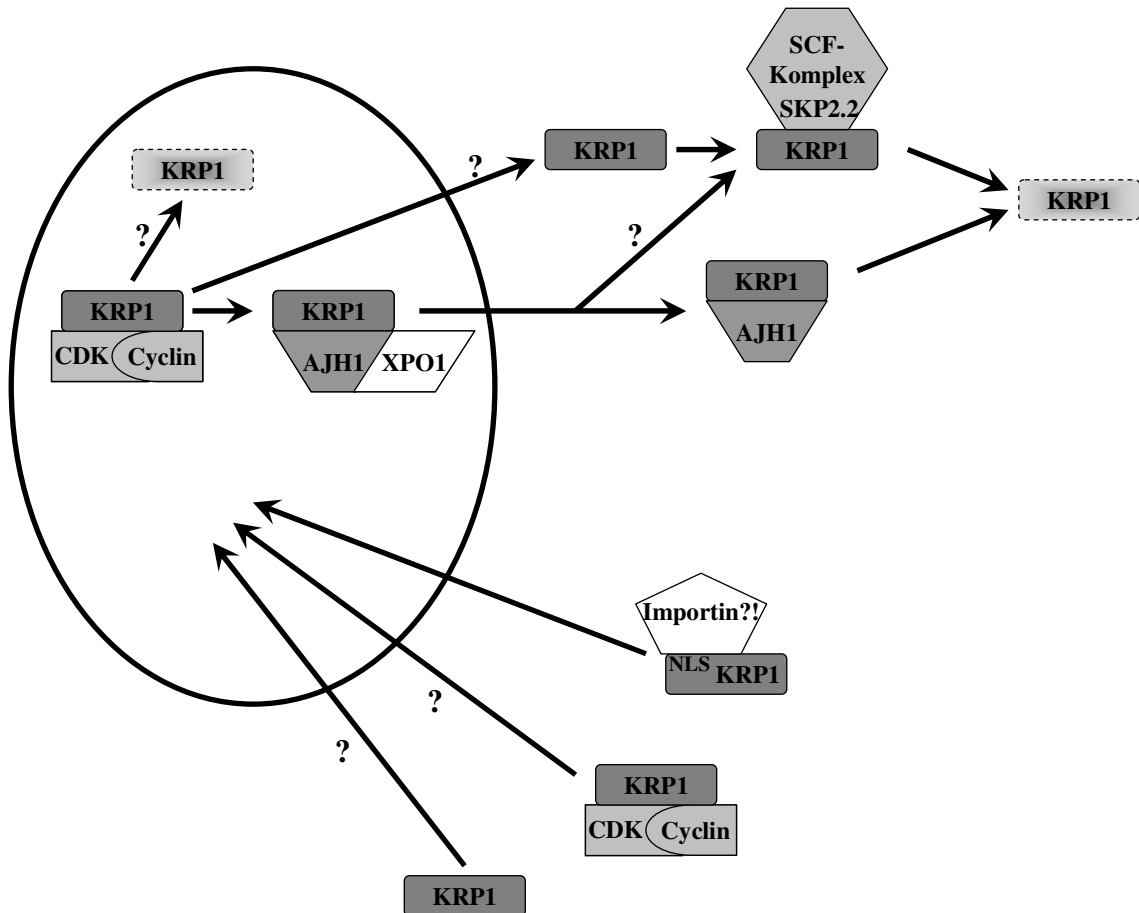 SCF-
Komplex
SKP2.2
KRP1
KRP1
?
KRP1
KRP1
?
?
KRP1
KRP1
KRP1
KRP1
CDK
Cyclin
AJH1
XPO1
AJH1
Importin?!
NLS
KRP1
?
?
KRP1
CDK
Cyclin
KRP1